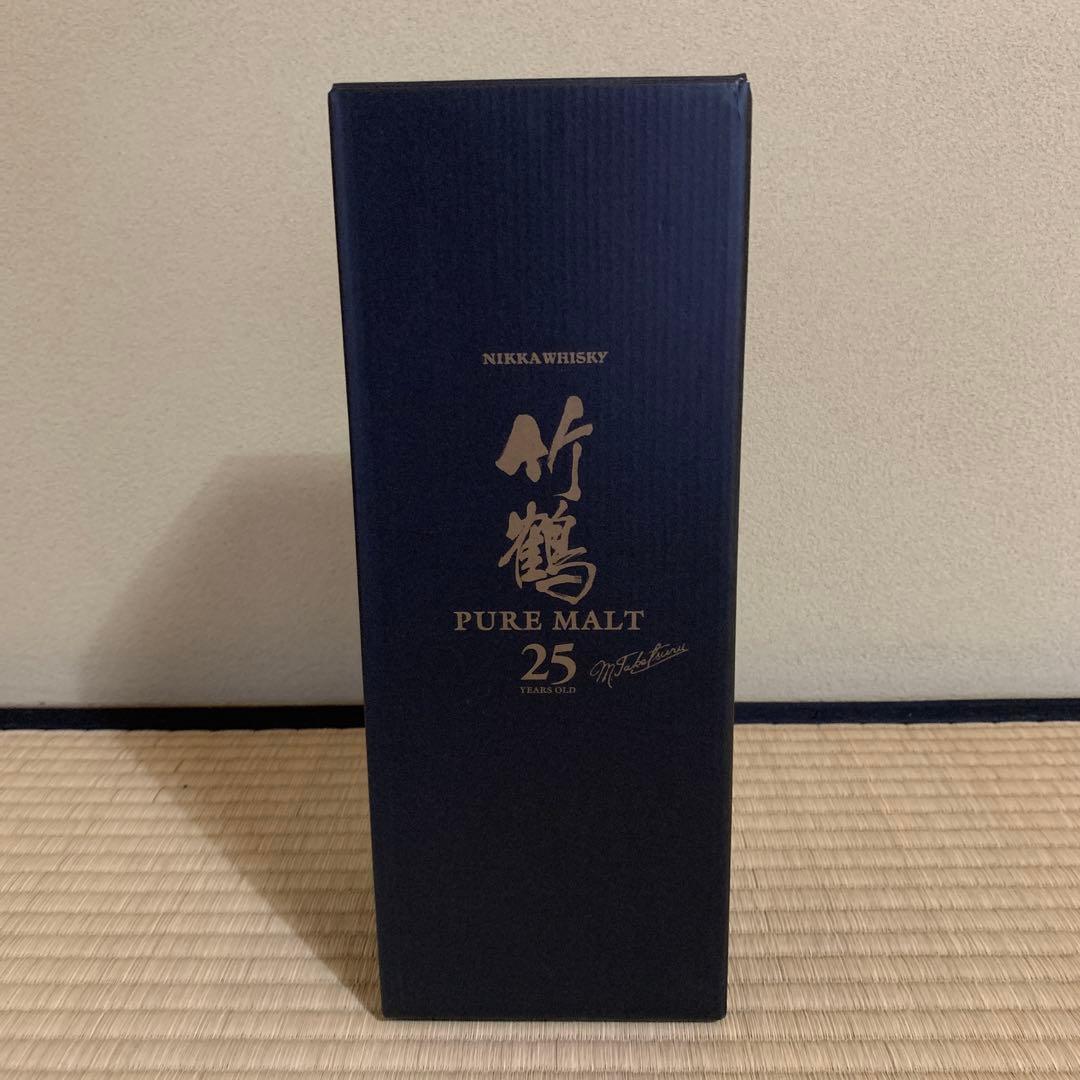 NIKKA WHISKY
竹鶴
PURE MALT
25
YEARS OLD
M. Taketsuru